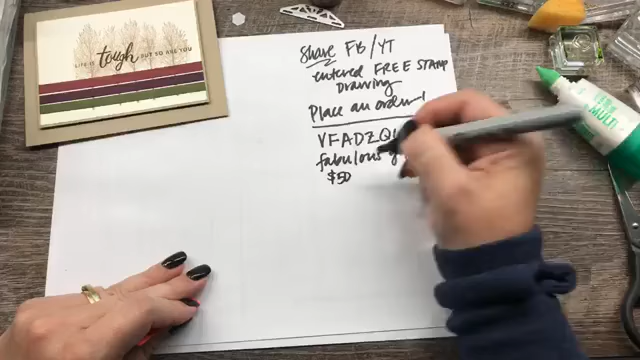 LIFE IS tough BUT SO ARE YOU
Share FB/YT
entered FREE STAMP
Drawing
Place an order!
VFADZQ
fabulous
$50
MULTI